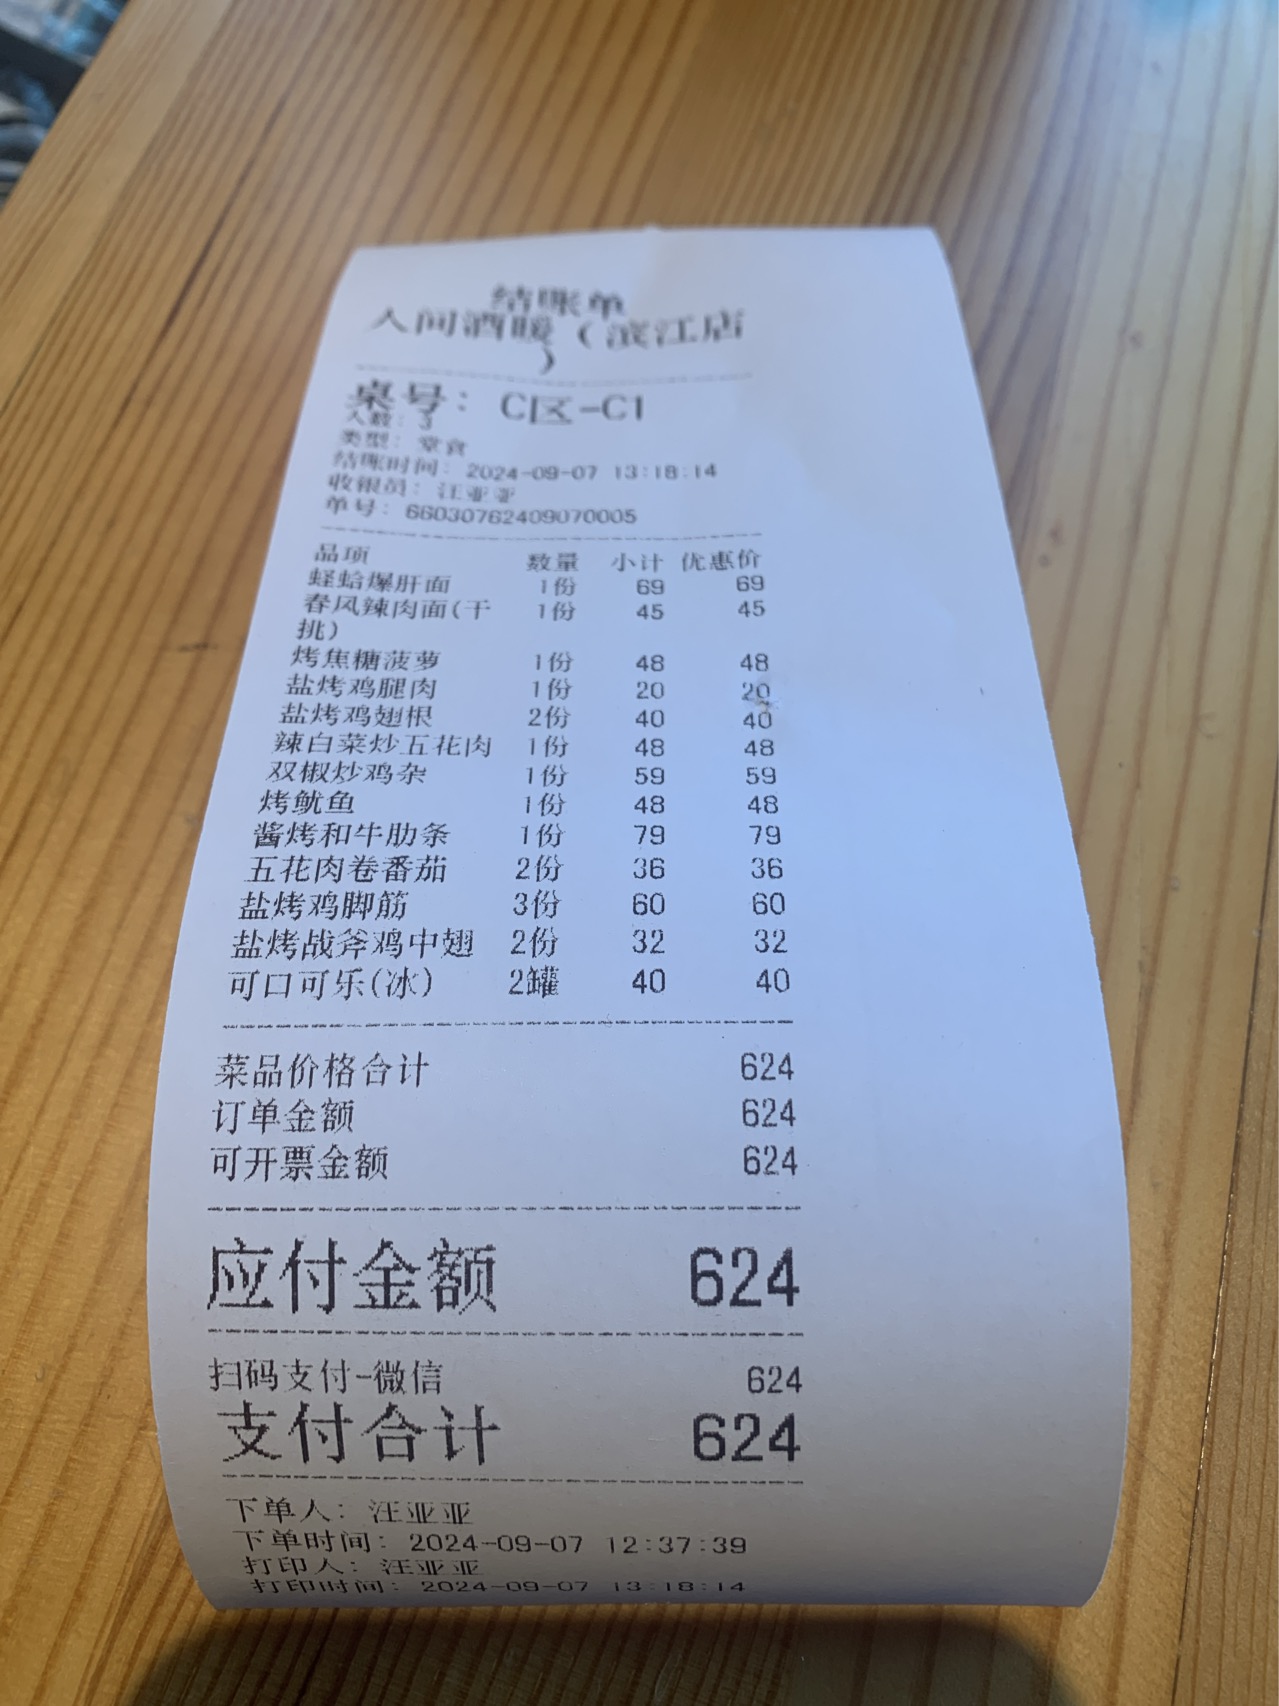 结账单
人间酒暖（滨江店
）
桌号：C区-C1
人数：3
类型：堂食
结账时间：2024-09-07 13:18:14
收银员：汪亚亚
单号：660307762409070005
品项 数量 小计 优惠价
蛏蛤爆肝面 1份 69 69
春风辣肉面(干 1份 45 45
挑)
烤焦糖菠萝 1份 48 48
盐烤鸡腿肉 1份 20 20
盐烤鸡翅根 2份 40 40
辣白菜炒五花肉 1份 48 48
双椒炒鸡杂 1份 59 59
烤鱿鱼 1份 48 48
酱烤和牛肋条 1份 79 79
五花肉卷番茄 2份 36 36
盐烤鸡脚筋 3份 60 60
盐烤战斧鸡中翅 2份 32 32
可口可乐(冰) 2罐 40 40
菜品价格合计 624
订单金额 624
可开票金额 624
应付金额 624
扫码支付-微信 624
支付合计 624
下单人：汪亚亚
下单时间：2024-09-07 12:37:39
打印人：汪亚亚
打印时间：2024-09-07 13:18:14